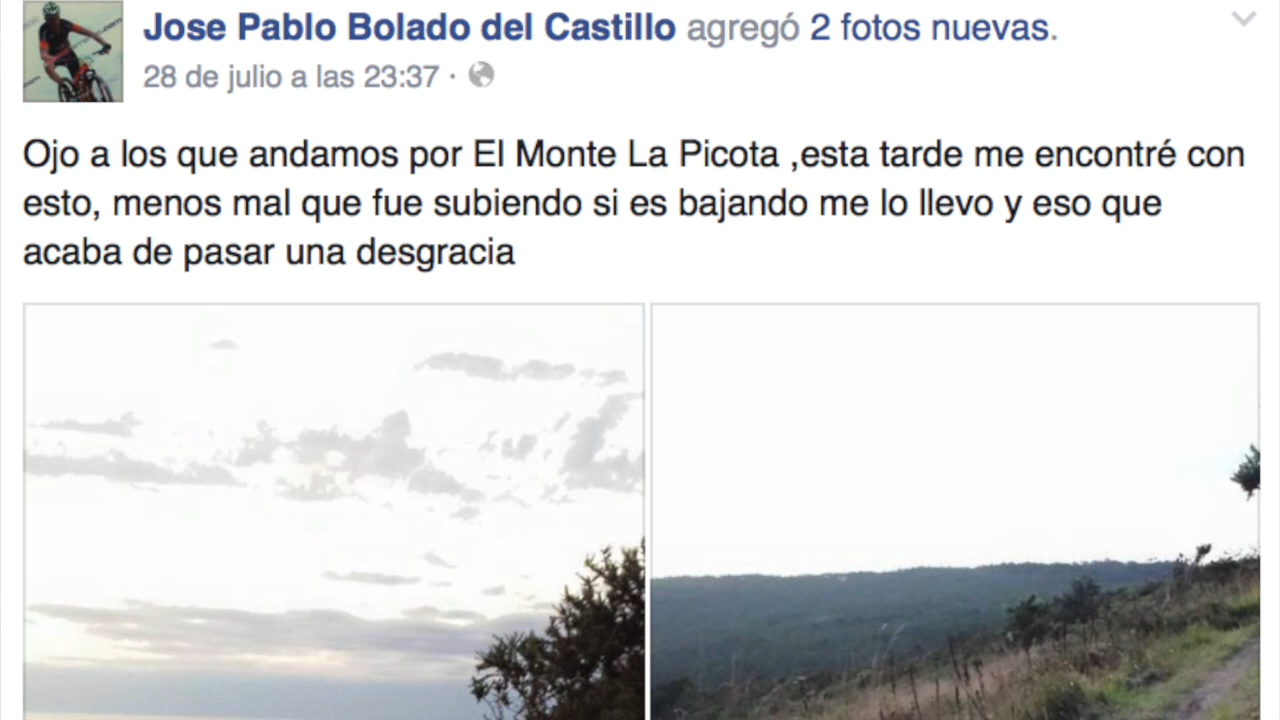 Jose Pablo Bolado del Castillo agregó 2 fotos nuevas.
28 de julio a las 23:37 ·
Ojo a los que andamos por El Monte La Picota ,esta tarde me encontré con
esto, menos mal que fue subiendo si es bajando me lo llevo y eso que
acaba de pasar una desgracia